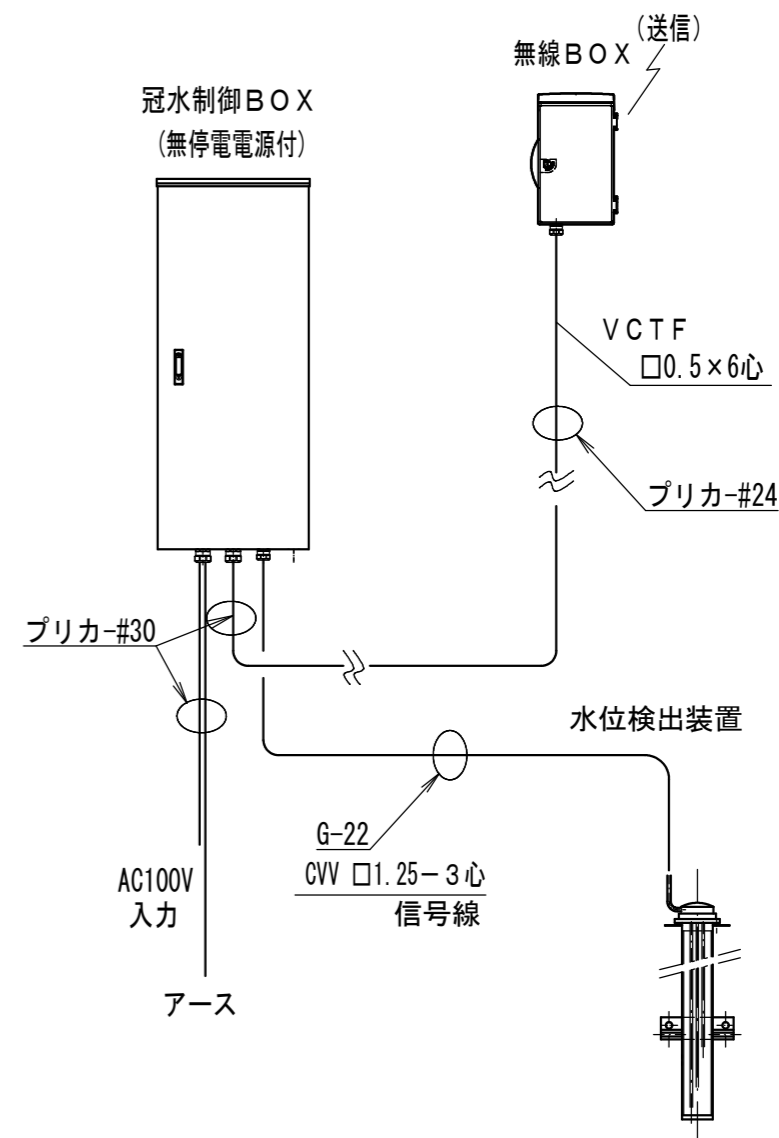 (送信)
無線BOX
冠水制御BOX
(無停電電源付)
VCTF
□0.5×6心
プリカ-#24
プリカ-#30
水位検出装置
G-22
CVV □1.25-3心
信号線
AC100V
入力
アース